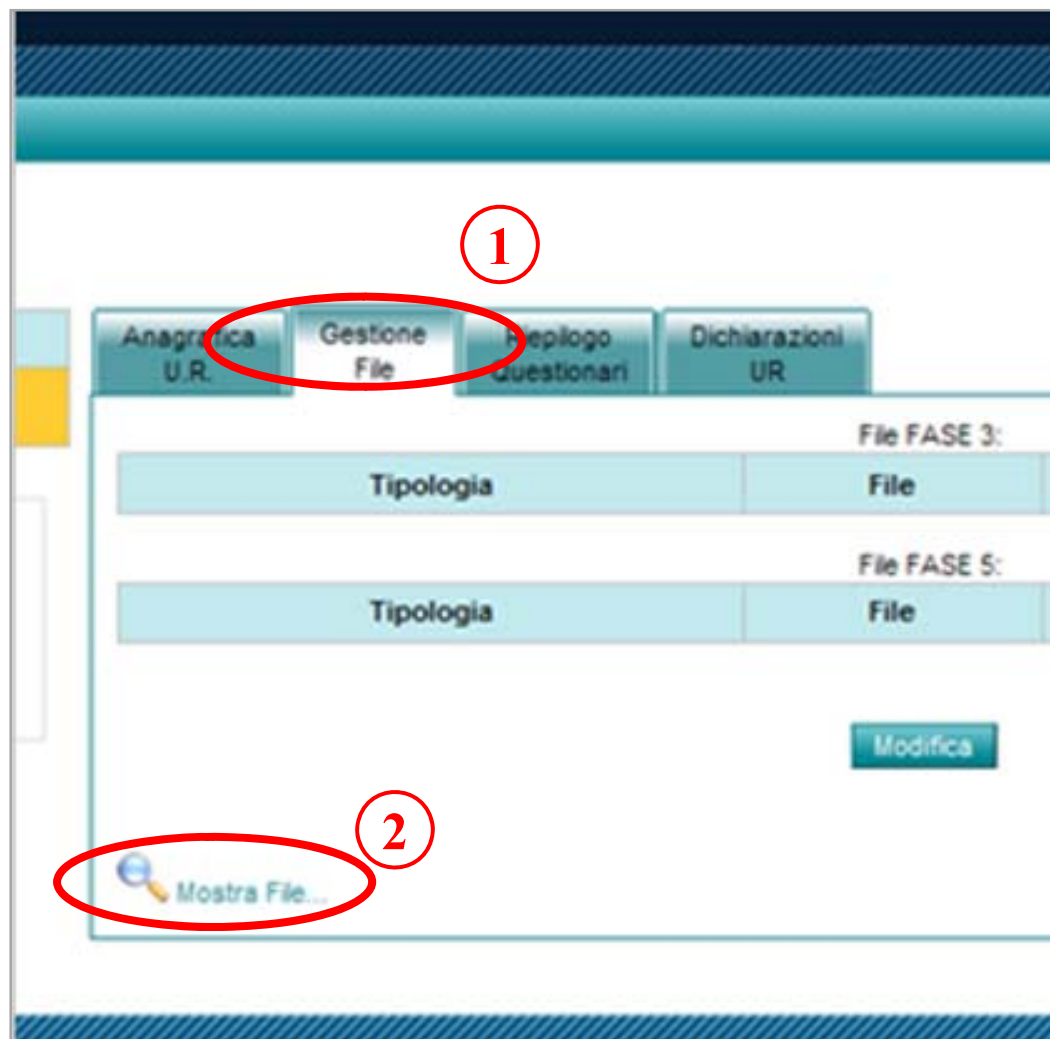 1
Anagrafica
U.R.
Gestione
File
Riepilogo
Questionari
Dichiarazioni
UR
File FASE 3:
Tipologia File
File FASE 5:
Tipologia File
Modifica
2
Mostra File...